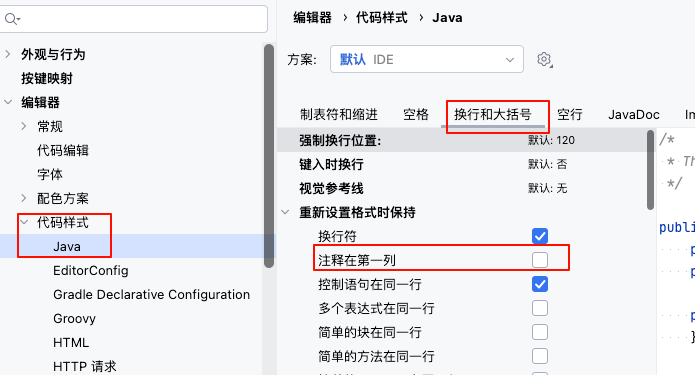 外观与行为
按键映射
编辑器
常规
代码编辑
字体
配色方案
代码样式
Java
EditorConfig
Gradle Declarative Configuration
Groovy
HTML
HTTP 请求
编辑器 › 代码样式 › Java
方案: 默认 IDE
制表符和缩进 空格 换行和大括号 空行 JavaDoc Im
强制换行位置: 默认: 120
键入时换行 默认: 否
视觉参考线 默认: 无
重新设置格式时保持
换行符
注释在第一列
控制语句在同一行
多个表达式在同一行
简单的块在同一行
简单的方法在同一行
/*
* Th
*/
publi
p
p
p
}